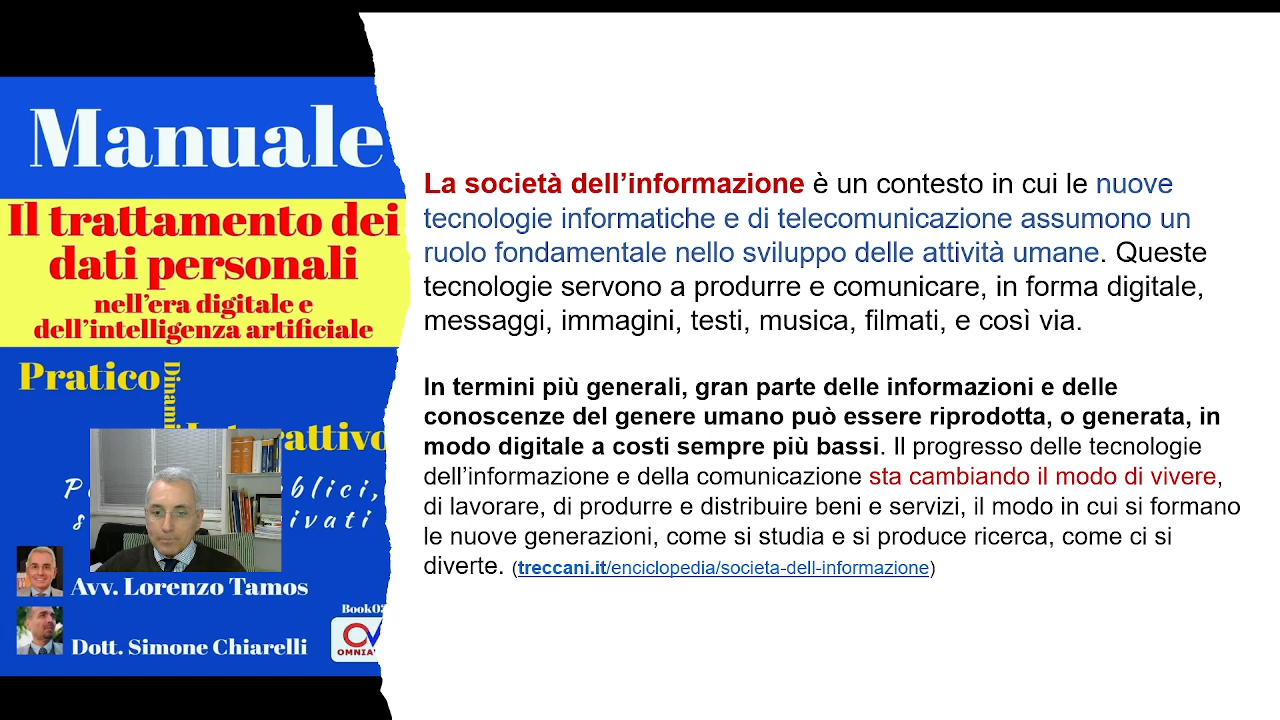 Manuale
Il trattamento dei
dati personali
nell'era digitale e
dell'intelligenza artificiale
Pratico
Dinami
blici,
ivati
Avv. Lorenzo Tamos
Dott. Simone Chiarelli
OMNIA
La società dell’informazione è un contesto in cui le nuove
tecnologie informatiche e di telecomunicazione assumono un
ruolo fondamentale nello sviluppo delle attività umane. Queste
tecnologie servono a produrre e comunicare, in forma digitale,
messaggi, immagini, testi, musica, filmati, e così via.
In termini più generali, gran parte delle informazioni e delle
conoscenze del genere umano può essere riprodotta, o generata, in
modo digitale a costi sempre più bassi. Il progresso delle tecnologie
dell’informazione e della comunicazione sta cambiando il modo di vivere,
di lavorare, di produrre e distribuire beni e servizi, il modo in cui si formano
le nuove generazioni, come si studia e si produce ricerca, come ci si
diverte. (treccani.it/enciclopedia/societa-dell-informazione)